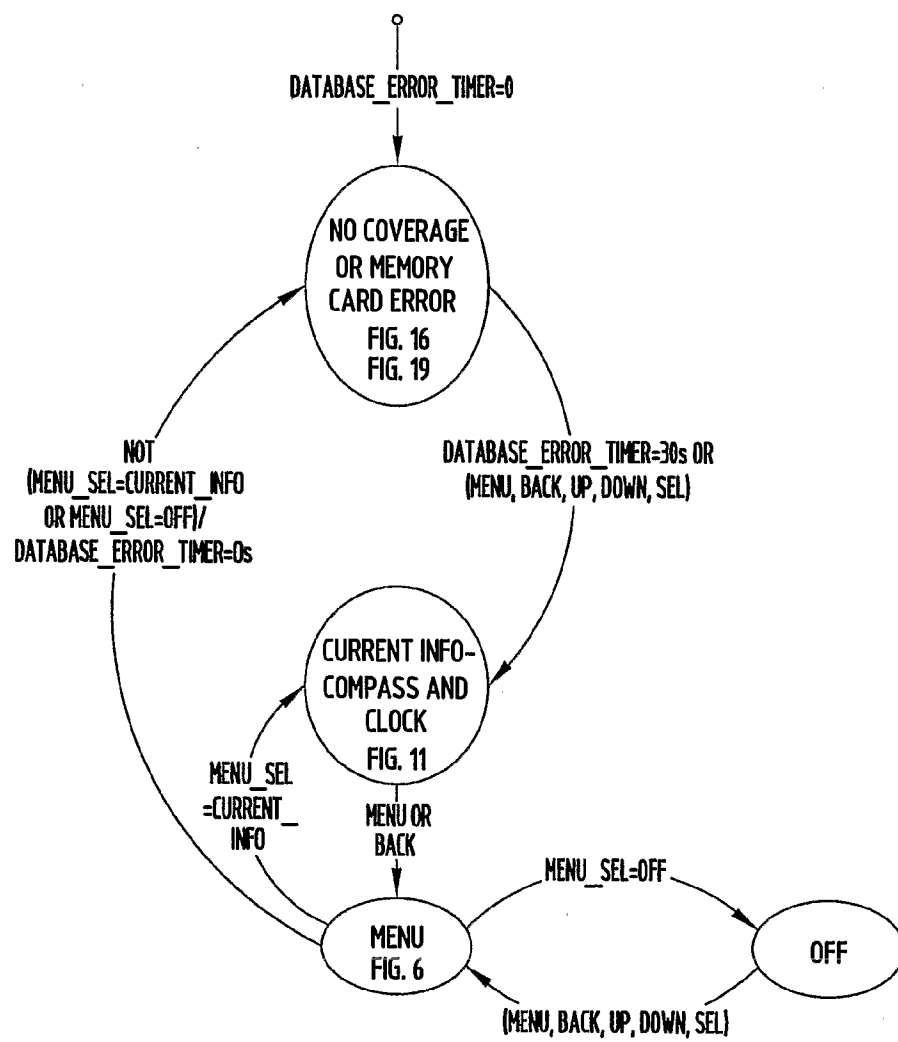 DATABASE_ERROR_TIMER=0
NO COVERAGE
OR MEMORY
CARD ERROR
FIG. 16
FIG. 19
NOT
(MENU_SEL=CURRENT_INFO
OR MENU_SEL=OFF)/
DATABASE_ERROR_TIMER=0s
DATABASE_ERROR_TIMER=30s OR
(MENU, BACK, UP, DOWN, SEL)
CURRENT INFO-
COMPASS AND
CLOCK
FIG. 11
MENU_SEL
=CURRENT_
INFO
MENU OR
BACK
MENU_SEL=OFF
MENU
FIG. 6
OFF
(MENU, BACK, UP, DOWN, SEL)